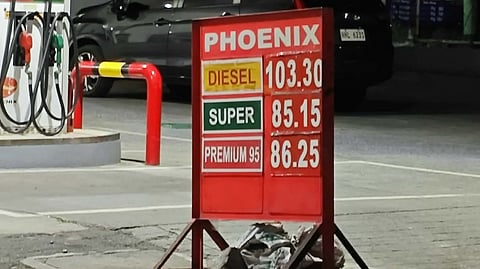 PHOENIX
DIESEL 103.30
SUPER 85.15
PREMIUM 95 86.25